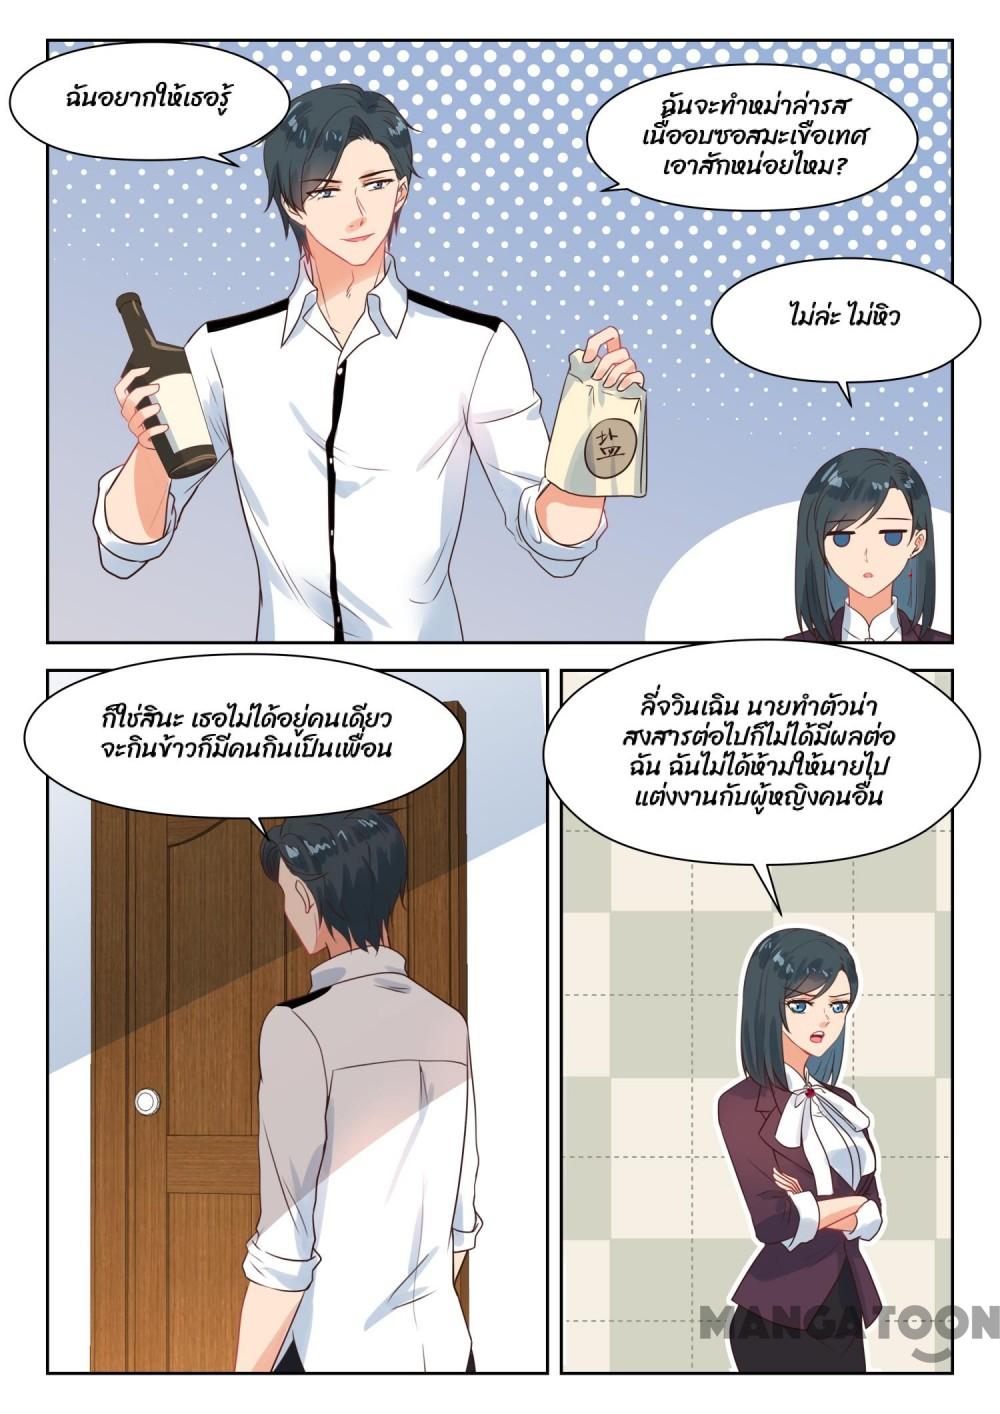 ฉันอยากให้เธอรู้
ฉันจะทำหม่าล่ารส
เนื้ออบซอสมะเขือเทศ
เอาสักหน่อยไหม?
ไม่ล่ะ ไม่หิว
盐
ก็ใช่สินะ เธอไม่ได้อยู่คนเดียว
จะกินข้าวก็มีคนกินเป็นเพื่อน
ลี่จวินเฉิน นายทำตัวน่า
สงสารต่อไปก็ไม่ได้มีผลต่อ
ฉัน ฉันไม่ได้ห้ามให้นายไป
แต่งงานกับผู้หญิงคนอื่น
MANGATOON